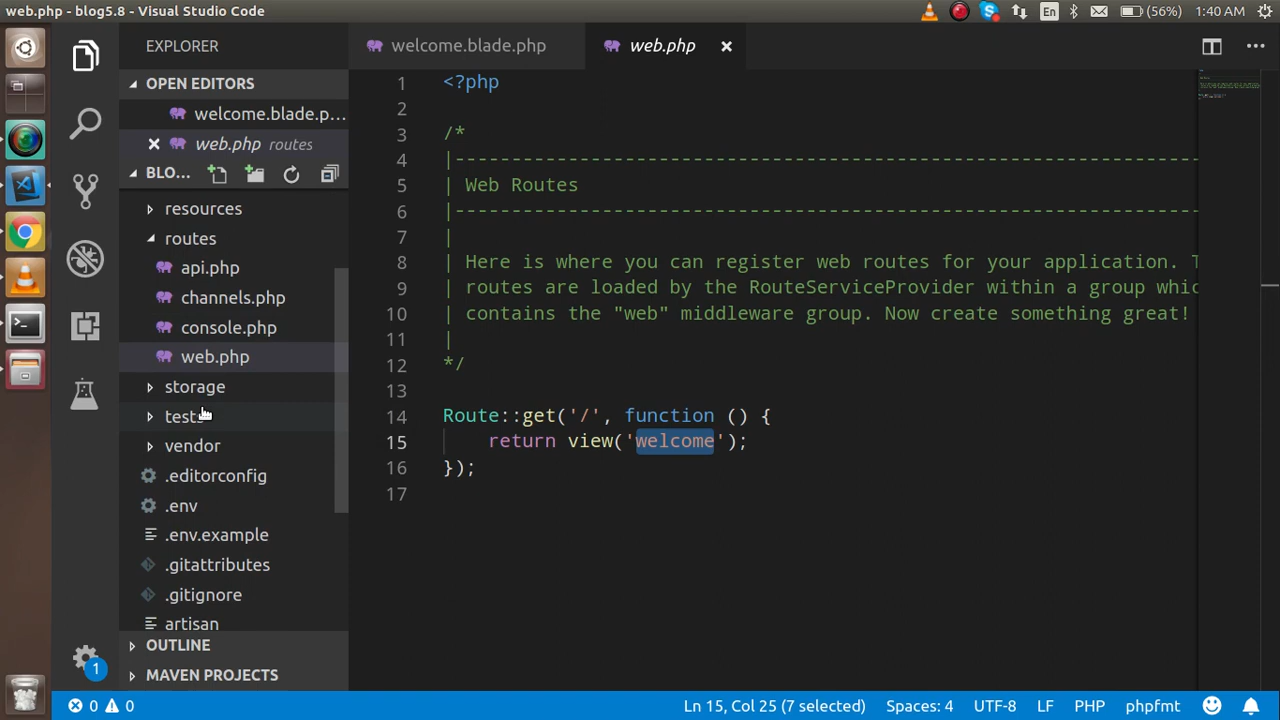 web.php - blog5.8 - Visual Studio Code
En (56%) 1:40 AM
EXPLORER
OPEN EDITORS
welcome.blade.p...
web.php routes
BLO...
resources
routes
api.php
channels.php
console.php
web.php
storage
tests
vendor
.editorconfig
.env
.env.example
.gitattributes
.gitignore
artisan
OUTLINE
MAVEN PROJECTS
1
welcome.blade.php web.php
1 <?php
2
3 /*
4 |--------------------------------------------------------------------------
5 | Web Routes
6 |--------------------------------------------------------------------------
7 |
8 | Here is where you can register web routes for your application. T
9 | routes are loaded by the RouteServiceProvider within a group whic
10 | contains the "web" middleware group. Now create something great!
11 |
12 */
13
14 Route::get('/', function () {
15 return view('welcome');
16 });
17
0 0 Ln 15, Col 25 (7 selected) Spaces: 4 UTF-8 LF PHP phpfmt